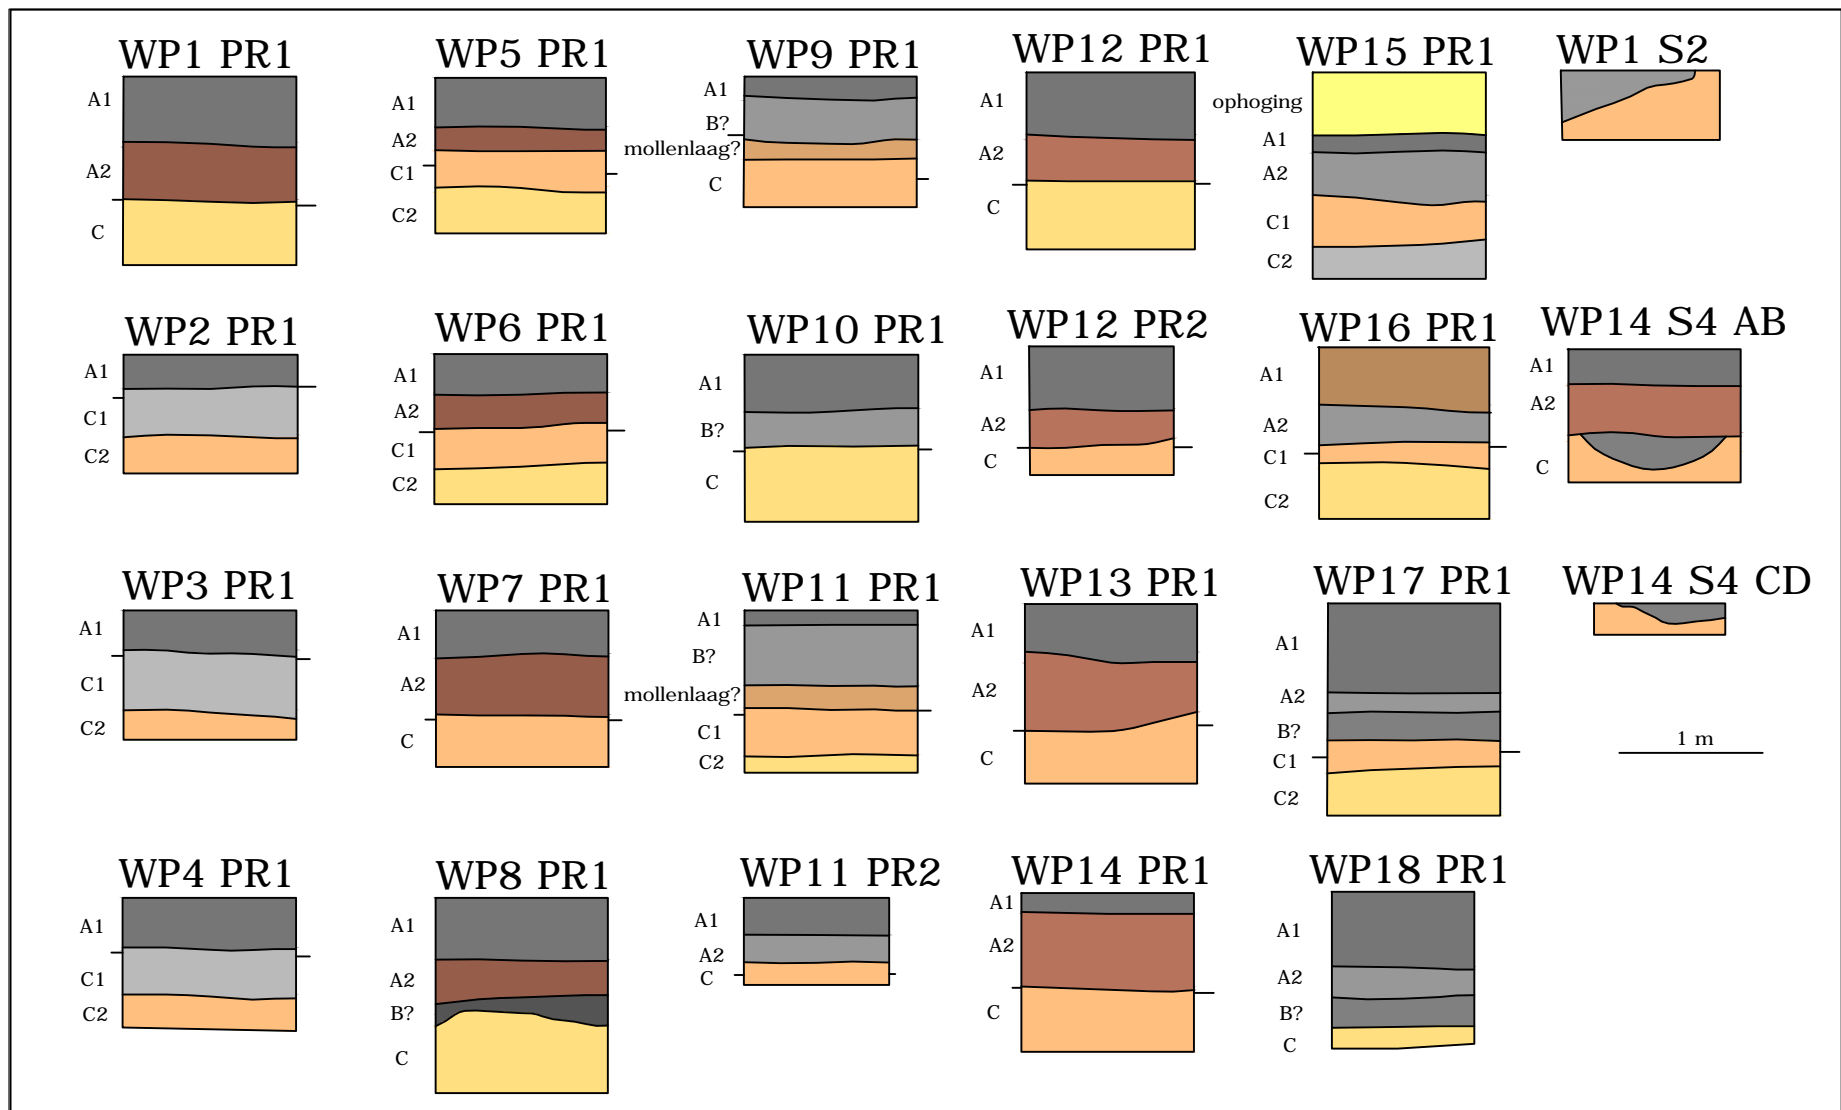 WP1 PR1
A1
A2
C
WP5 PR1
A1
A2
C1
C2
WP9 PR1
A1
B?
mollenlaag?
C
WP12 PR1
A1
A2
C
WP15 PR1
ophoging
A1
A2
C1
C2
WP1 S2
WP2 PR1
A1
C1
C2
WP6 PR1
A1
A2
C1
C2
WP10 PR1
A1
B?
C
WP12 PR2
A1
A2
C
WP16 PR1
A1
A2
C1
C2
WP14 S4 AB
A1
A2
C
WP3 PR1
A1
C1
C2
WP7 PR1
A1
A2
C
WP11 PR1
A1
B?
mollenlaag?
C1
C2
WP13 PR1
A1
A2
C
WP17 PR1
A1
A2
B?
C1
C2
WP14 S4 CD
1 m
WP4 PR1
A1
C1
C2
WP8 PR1
A1
A2
B?
C
WP11 PR2
A1
A2
C
WP14 PR1
A1
A2
C
WP18 PR1
A1
A2
B?
C